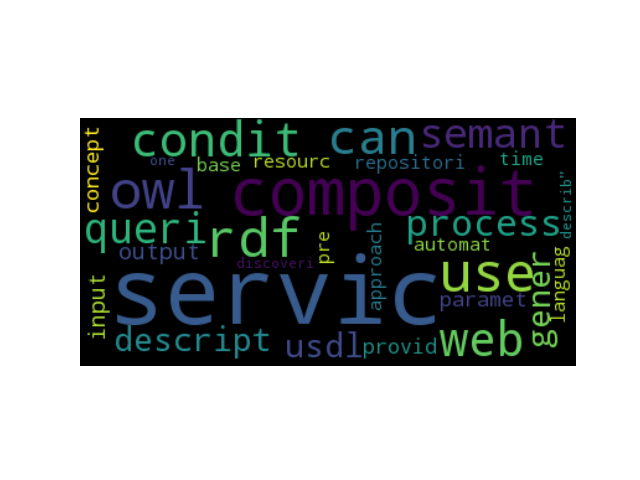 condit can semant
concept one base resourc repositori time
owl composit describ"
queri rdf process
output discoveri pre approach automat
servic use gener languag
input paramet
descript usdl provid web